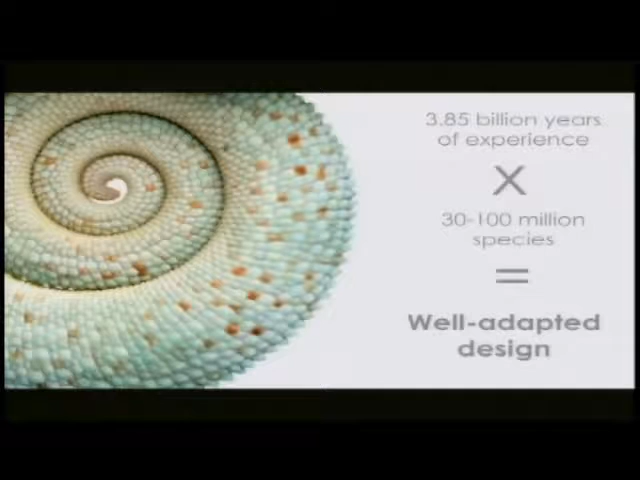 3.85 billion years
of experience
X
30-100 million
species
=
Well-adapted
design